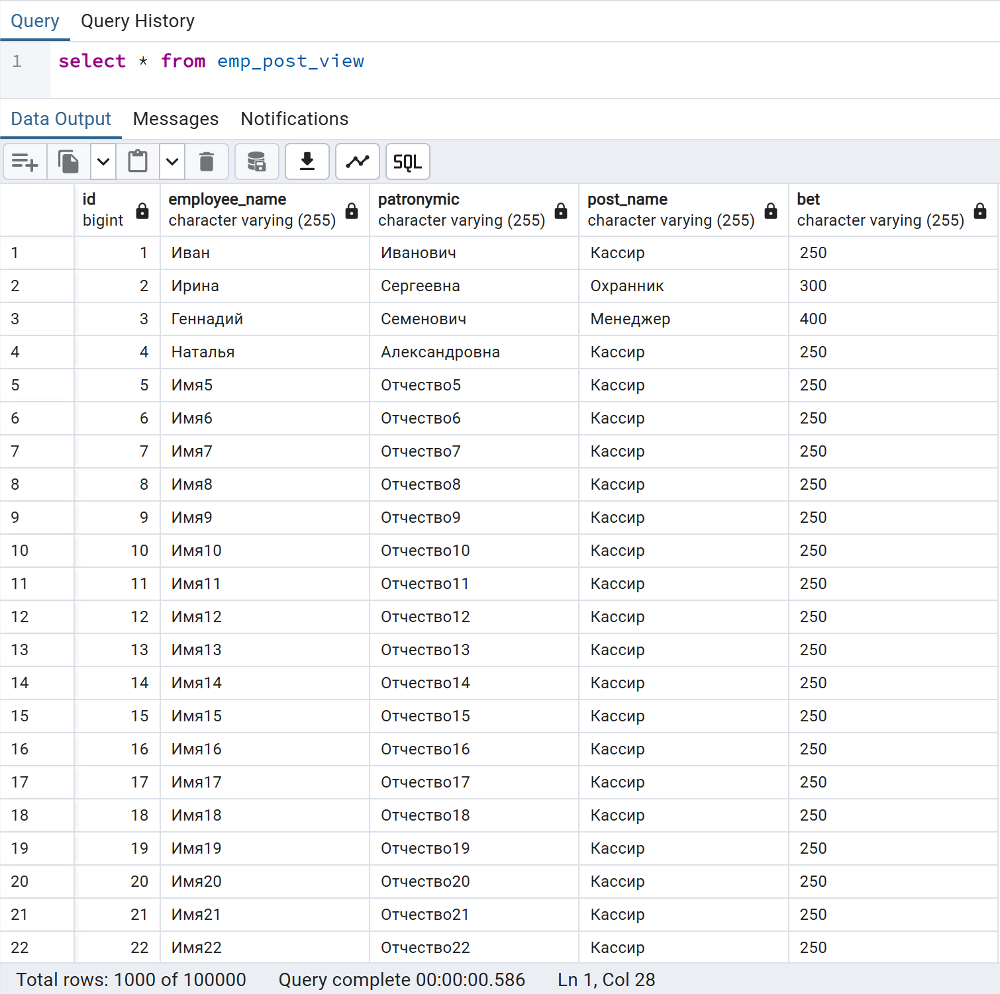 Query Query History
1 select * from emp_post_view
Data Output Messages Notifications
SQL
id employee_name patronymic post_name bet
bigint character varying (255) character varying (255) character varying (255) character varying (255)
1 1 Иван Иванович Кассир 250
2 2 Ирина Сергеевна Охранник 300
3 3 Геннадий Семенович Менеджер 400
4 4 Наталья Александровна Кассир 250
5 5 Имя5 Отчество5 Кассир 250
6 6 Имя6 Отчество6 Кассир 250
7 7 Имя7 Отчество7 Кассир 250
8 8 Имя8 Отчество8 Кассир 250
9 9 Имя9 Отчество9 Кассир 250
10 10 Имя10 Отчество10 Кассир 250
11 11 Имя11 Отчество11 Кассир 250
12 12 Имя12 Отчество12 Кассир 250
13 13 Имя13 Отчество13 Кассир 250
14 14 Имя14 Отчество14 Кассир 250
15 15 Имя15 Отчество15 Кассир 250
16 16 Имя16 Отчество16 Кассир 250
17 17 Имя17 Отчество17 Кассир 250
18 18 Имя18 Отчество18 Кассир 250
19 19 Имя19 Отчество19 Кассир 250
20 20 Имя20 Отчество20 Кассир 250
21 21 Имя21 Отчество21 Кассир 250
22 22 Имя22 Отчество22 Кассир 250
Total rows: 1000 of 100000 Query complete 00:00:00.586 Ln 1, Col 28